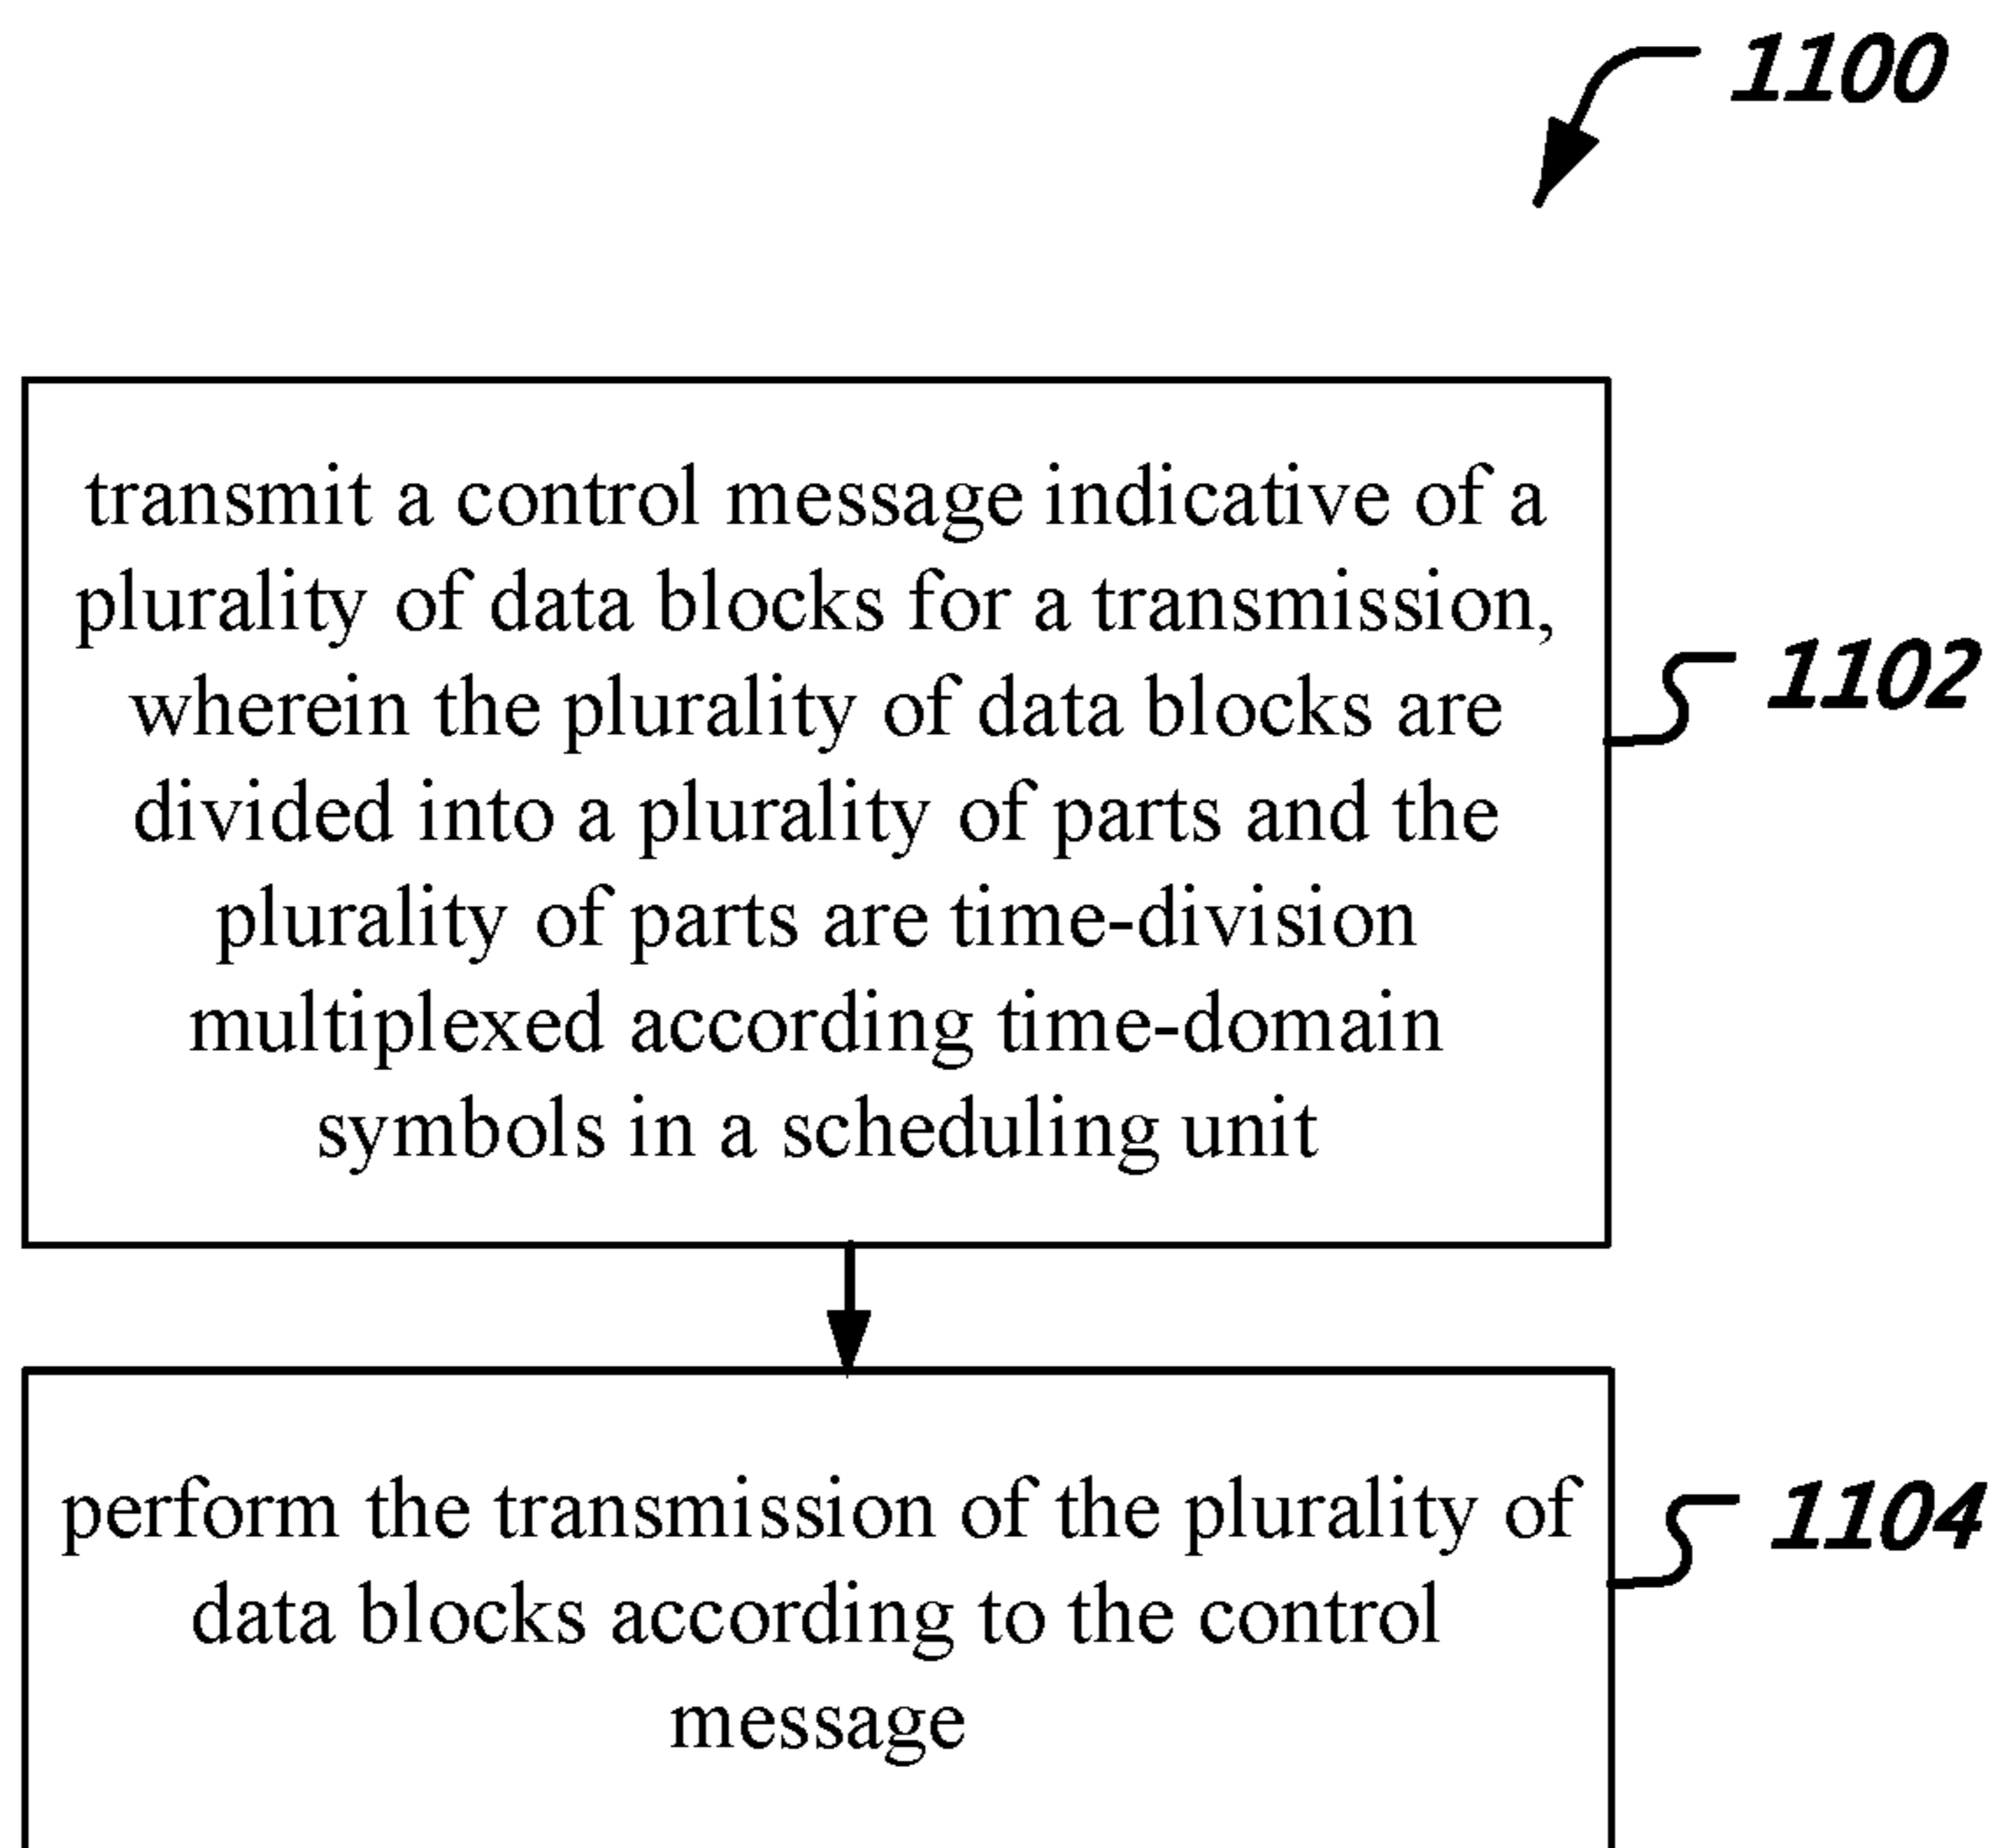 1100
transmit a control message indicative of a
plurality of data blocks for a transmission,
wherein the plurality of data blocks are
divided into a plurality of parts and the
plurality of parts are time-division
multiplexed according time-domain
symbols in a scheduling unit
1102
perform the transmission of the plurality of
data blocks according to the control
message
1104